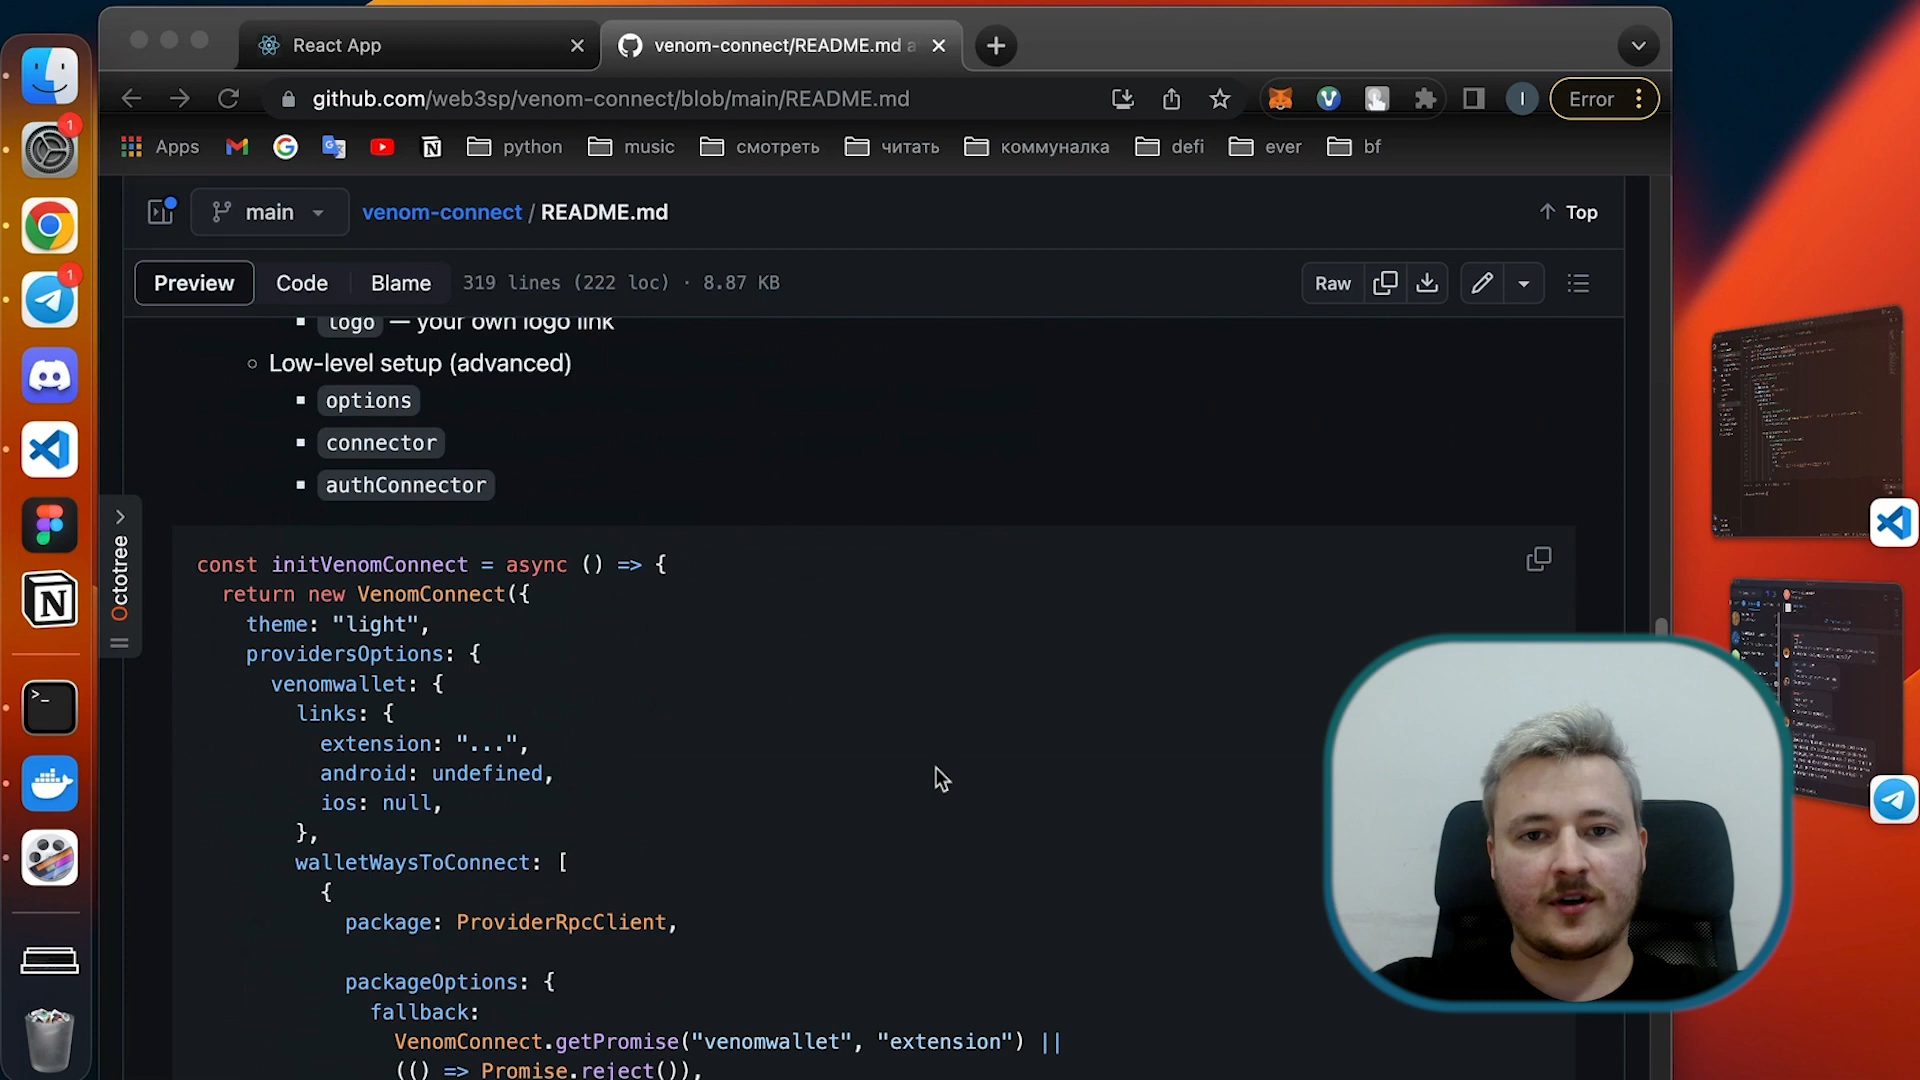 React App
venom-connect/README.md a
github.com/web3sp/venom-connect/blob/main/README.md
I
Error
Apps
python
music
смотреть
читать
коммуналка
defi
ever
bf
main
venom-connect / README.md
Top
Preview
Code
Blame
319 lines (222 loc) · 8.87 KB
Raw
logo — your own logo link
Low-level setup (advanced)
options
connector
authConnector
Octotree
const initVenomConnect = async () => {
return new VenomConnect({
theme: "light",
providersOptions: {
venomwallet: {
links: {
extension: "...",
android: undefined,
ios: null,
},
walletWaysToConnect: [
{
package: ProviderRpcClient,
packageOptions: {
fallback:
VenomConnect.getPromise("venomwallet", "extension") ||
(() => Promise.reject()),
1
1